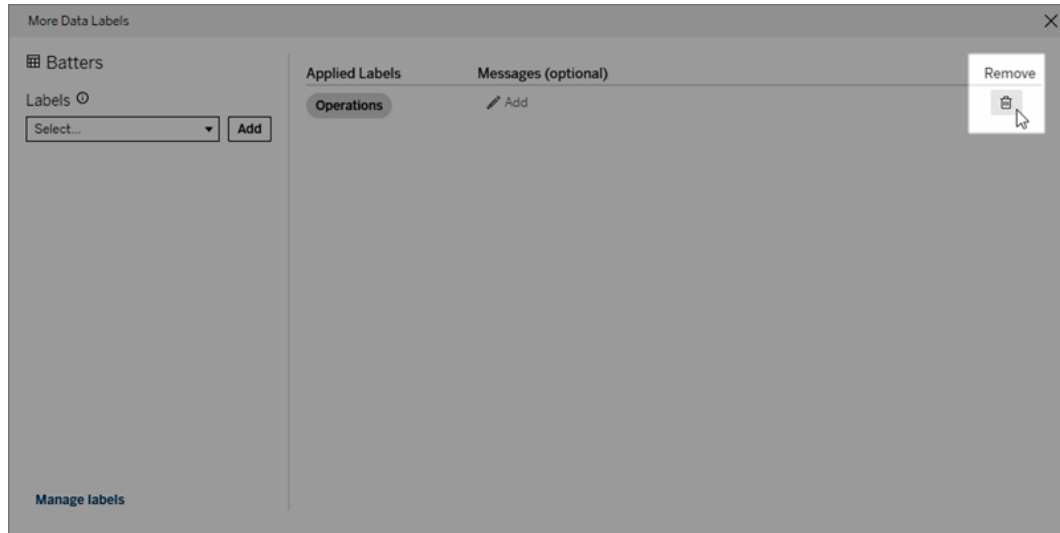 More Data Labels
Batters
Labels
Select...
Add
Applied Labels
Messages (optional)
Remove
Operations
Add
Manage labels